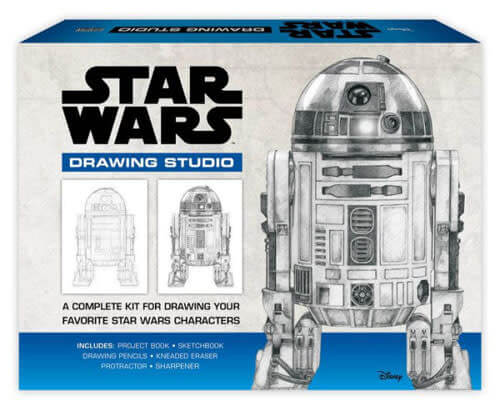 STAR WARS
DRAWING STUDIO
STAR
WARS
DRAWING STUDIO
A COMPLETE KIT FOR DRAWING YOUR
FAVORITE STAR WARS CHARACTERS
INCLUDES: PROJECT BOOK • SKETCHBOOK
DRAWING PENCILS • KNEADED ERASER
PROTRACTOR • SHARPENER
Disney